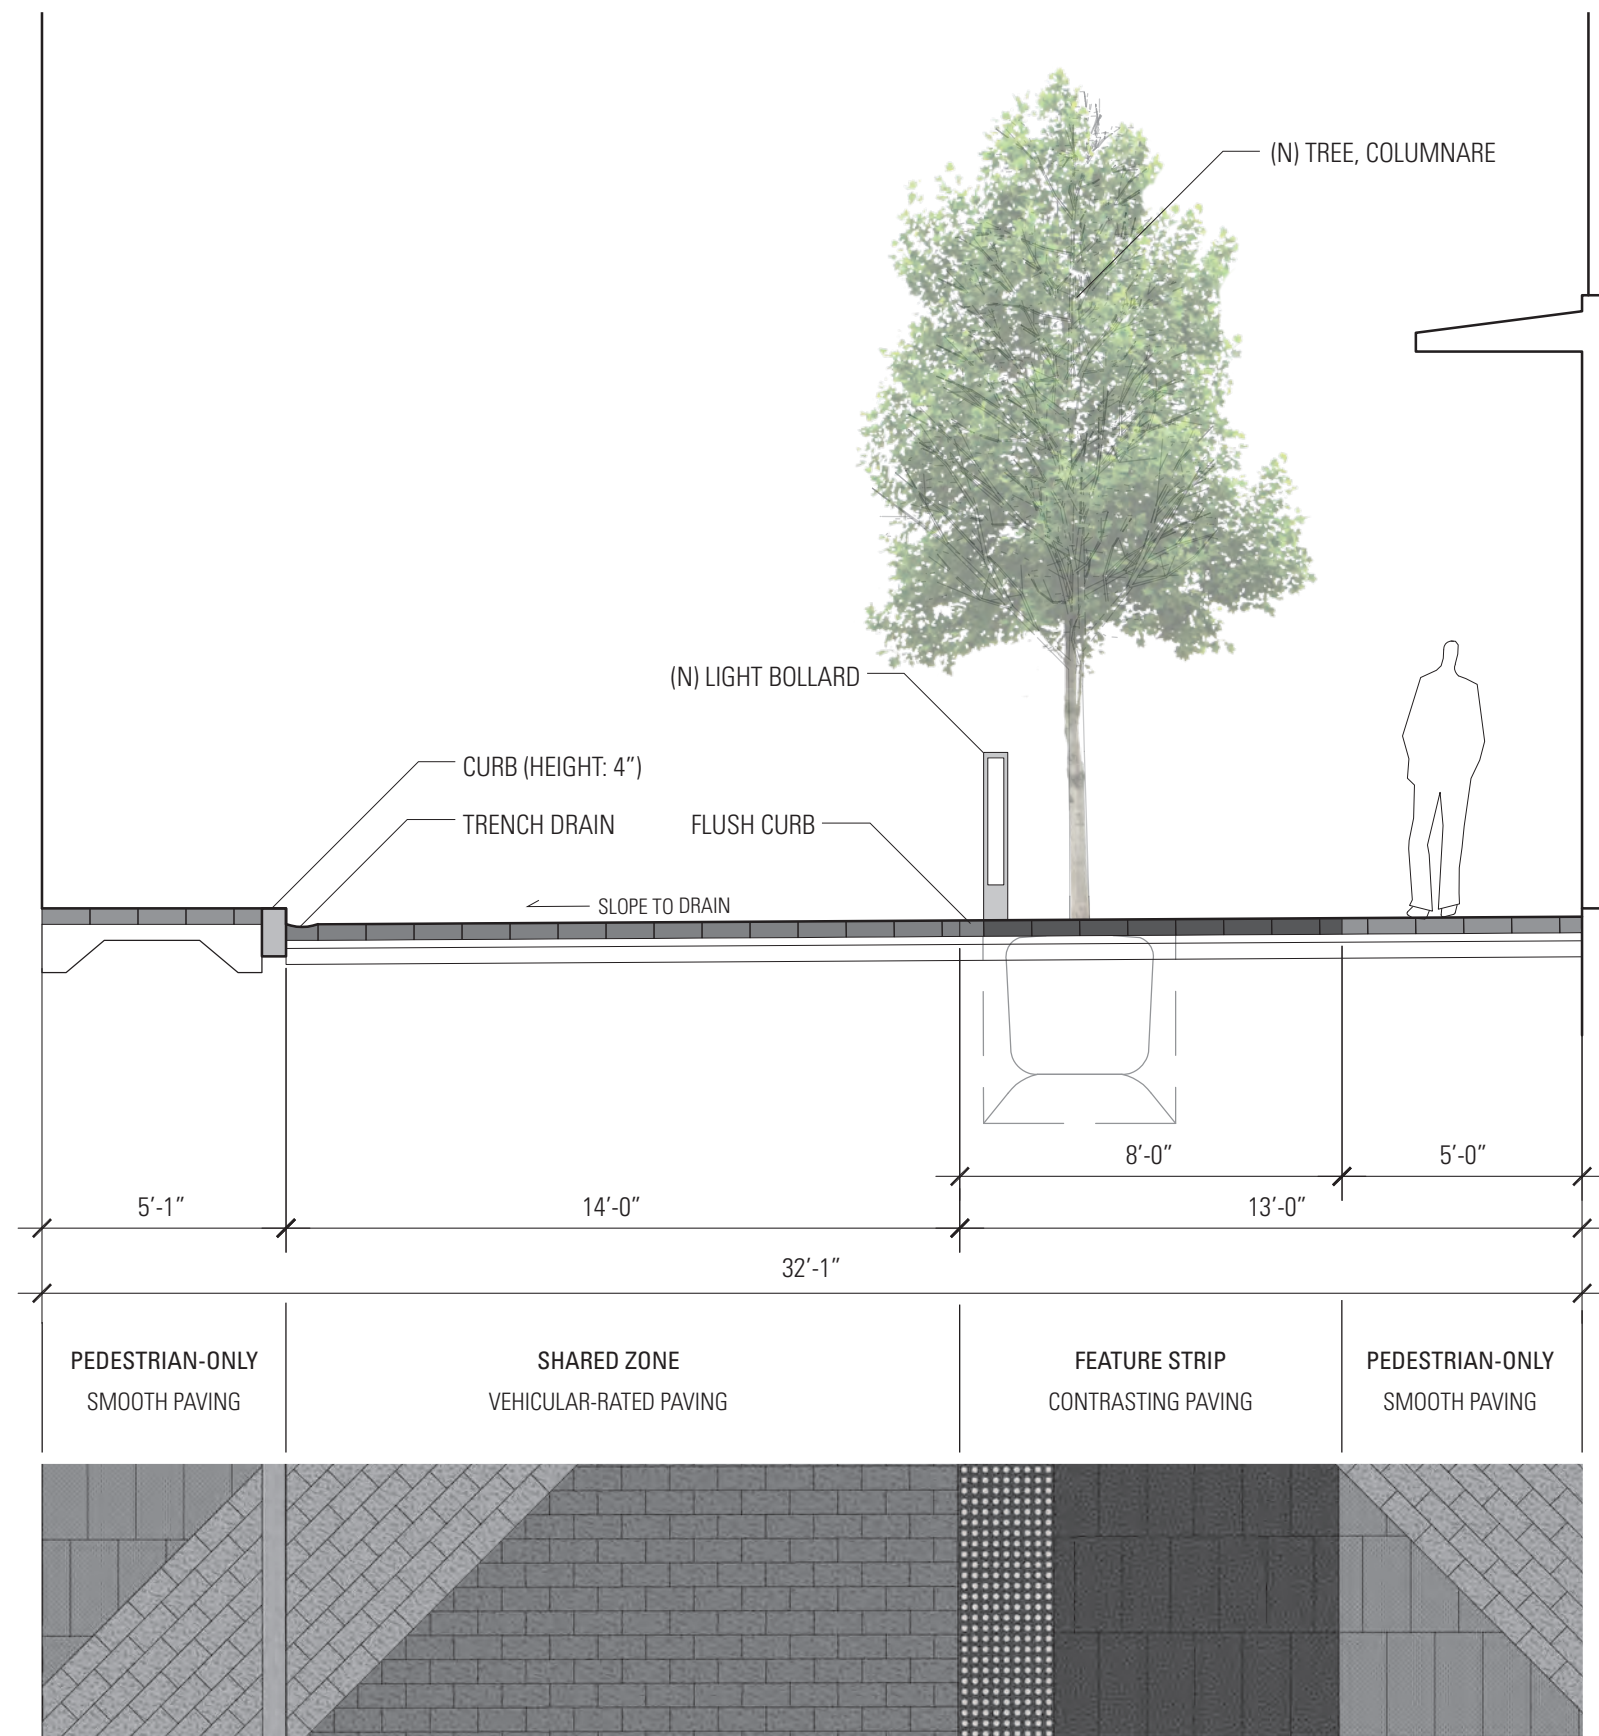 (N) TREE, COLUMNARE
(N) LIGHT BOLLARD
CURB (HEIGHT: 4”)
TRENCH DRAIN
FLUSH CURB
SLOPE TO DRAIN
8’-0”
5’-0”
5’-1”
14’-0”
13’-0”
32’-1”
PEDESTRIAN-ONLY
SMOOTH PAVING
SHARED ZONE
VEHICULAR-RATED PAVING
FEATURE STRIP
CONTRASTING PAVING
PEDESTRIAN-ONLY
SMOOTH PAVING